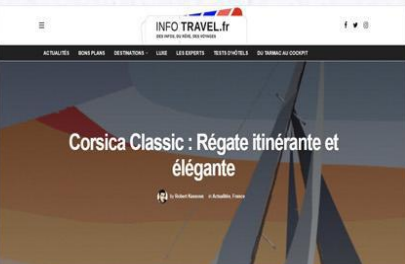 INFO TRAVEL.fr
DES INFOS, DU RÊVE, DES VOYAGES
ACTUALITÉS BONS PLANS DESTINATIONS LUXE LES EXPERTS TESTS D'HÔTELS DU TARMAC AU COCKPIT
Corsica Classic : Régate itinérante et
élégante
by Robert Kassous in Actualités, France